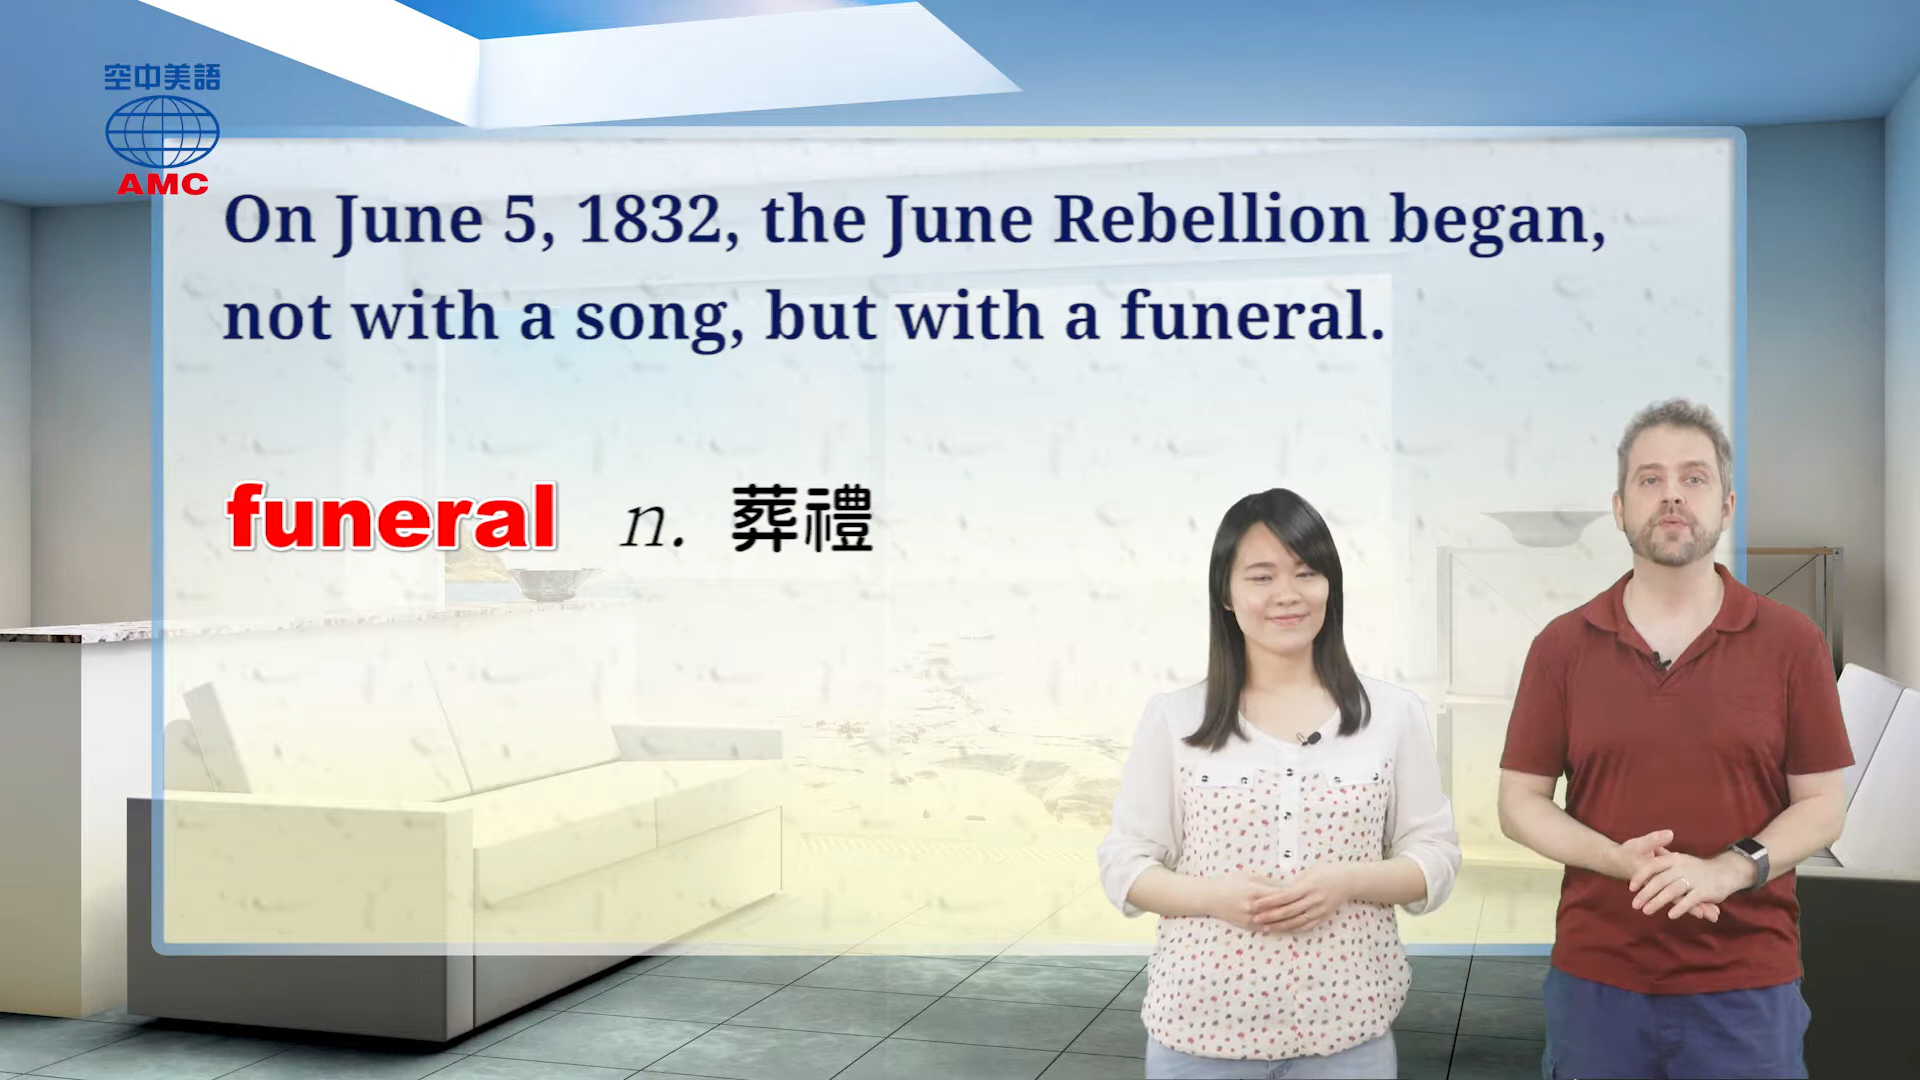 空中美語
AMC
On June 5, 1832, the June Rebellion began,
not with a song, but with a funeral.
funeral n. 葬禮